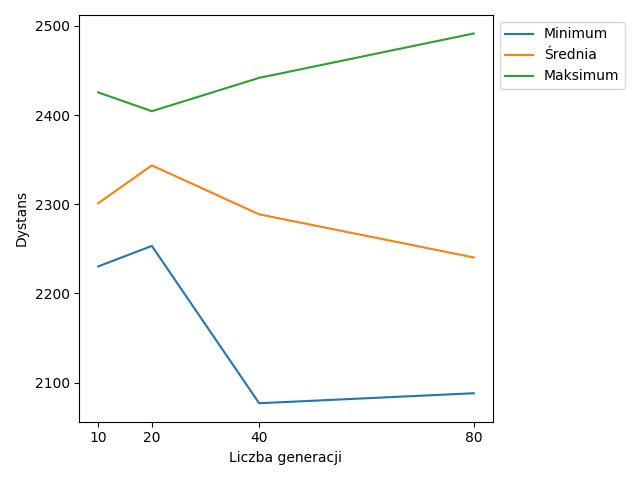 2500
2400
2300
2200
2100
Dystans
10 20 40 80
Liczba generacji
Minimum
Średnia
Maksimum